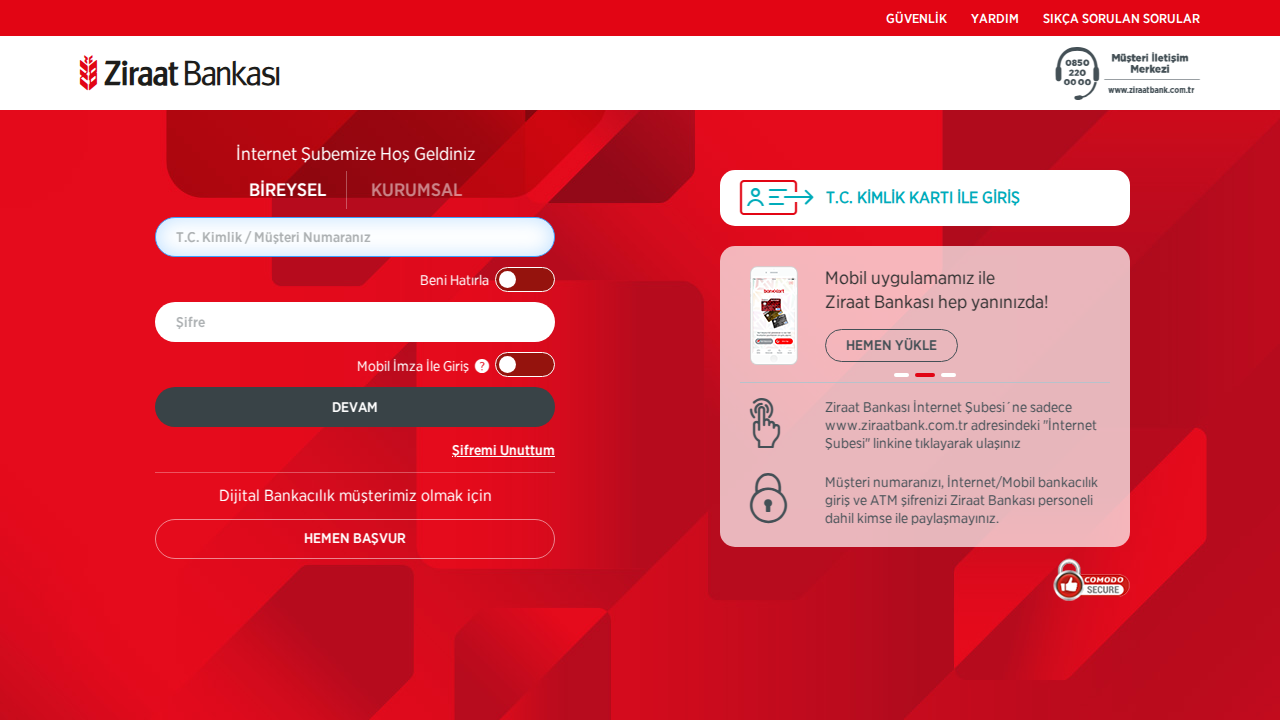 GÜVENLİK YARDIM SIKÇA SORULAN SORULAR
Ziraat Bankası
0850
220
00 00
Müşteri İletişim
Merkezi
www.ziraatbank.com.tr
İnternet Şubemize Hoş Geldiniz
BİREYSEL KURUMSAL
T.C. Kimlik / Müşteri Numaranız
Beni Hatırla
Şifre
Mobil İmza İle Giriş ?
DEVAM
Şifremi Unuttum
Dijital Bankacılık müşterimiz olmak için
HEMEN BAŞVUR
T.C. KİMLİK KARTI İLE GİRİŞ
bankkart
Mobil uygulamamız ile
Ziraat Bankası hep yanınızda!
HEMEN YÜKLE
Ziraat Bankası İnternet Şubesi´ne sadece
www.ziraatbank.com.tr adresindeki "İnternet
Şubesi" linkine tıklayarak ulaşınız
Müşteri numaranızı, İnternet/Mobil bankacılık
giriş ve ATM şifrenizi Ziraat Bankası personeli
dahil kimse ile paylaşmayınız.
COMODO
SECURE